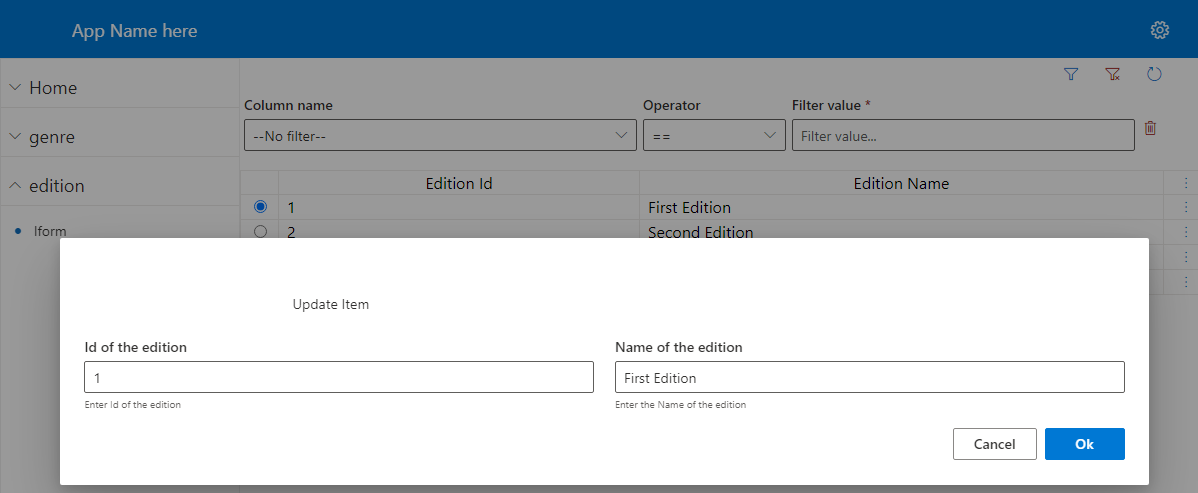 App Name here
Home
genre
edition
Iform
Column name Operator Filter value *
--No filter-- == Filter value...
Edition Id Edition Name
1 First Edition
2 Second Edition
Update Item
Id of the edition Name of the edition
1 First Edition
Enter Id of the edition Enter the Name of the edition
Cancel Ok